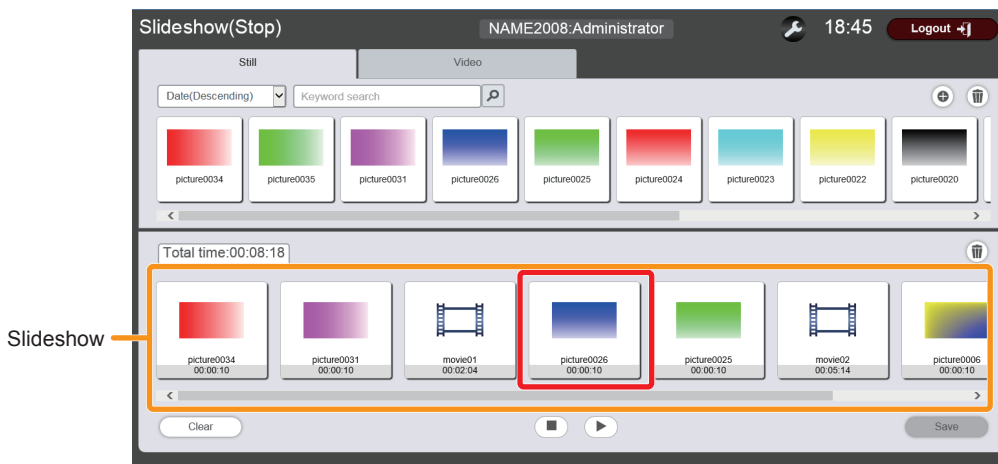 Slideshow(Stop)
NAME2008:Administrator
18:45
Logout
Still
Video
Date(Descending)
Keyword search
picture0034
picture0035
picture0031
picture0026
picture0025
picture0024
picture0023
picture0022
picture0020
Total time:00:08:18
Slideshow
picture0034
00:00:10
picture0031
00:00:10
movie01
00:02:04
picture0026
00:00:10
picture0025
00:00:10
movie02
00:05:14
picture0006
00:00:10
Clear
Save